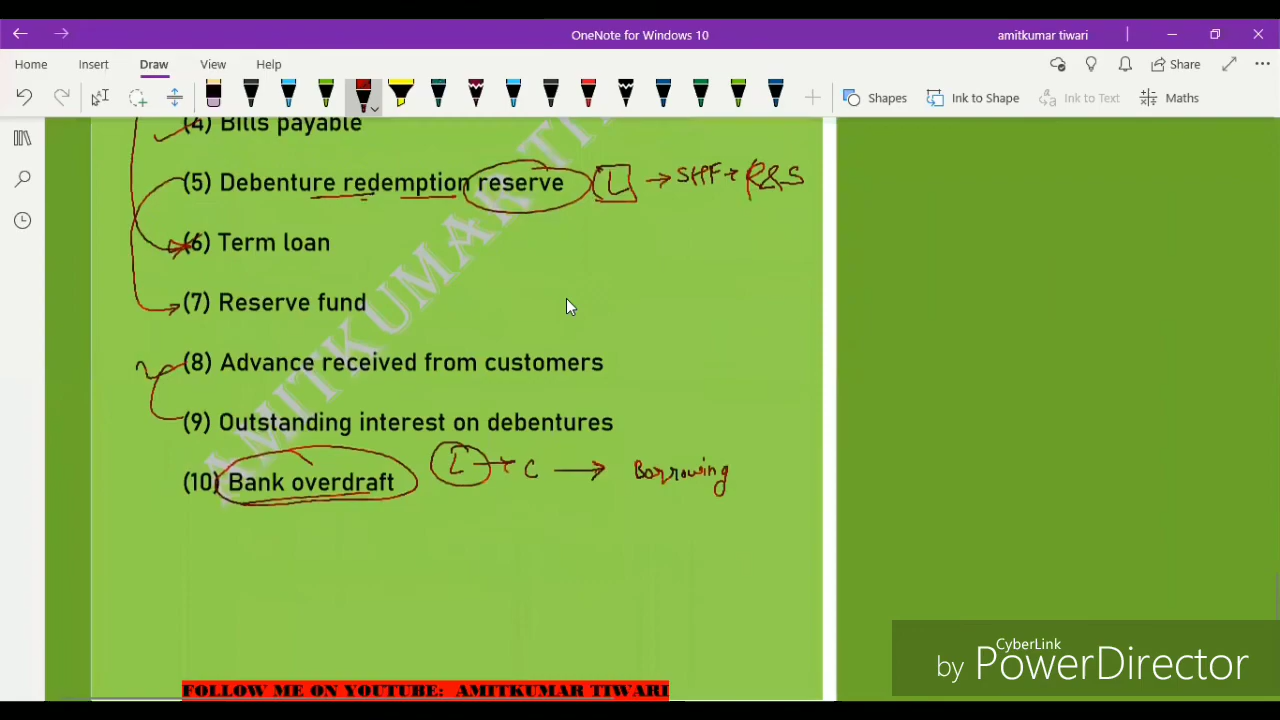 OneNote for Windows 10
amitkumar tiwari
Home Insert Draw View Help
Share
Shapes Ink to Shape Ink to Text Maths
(4) Bills payable
(5) Debenture redemption reserve L → SHF → R&S
(6) Term loan
(7) Reserve fund
(8) Advance received from customers
(9) Outstanding interest on debentures
(10) Bank overdraft L → C → Borrowing
AMITKUMAR TI
CyberLink
by PowerDirector
FOLLOW ME ON YOUTUBE: AMITKUMAR TIWARI